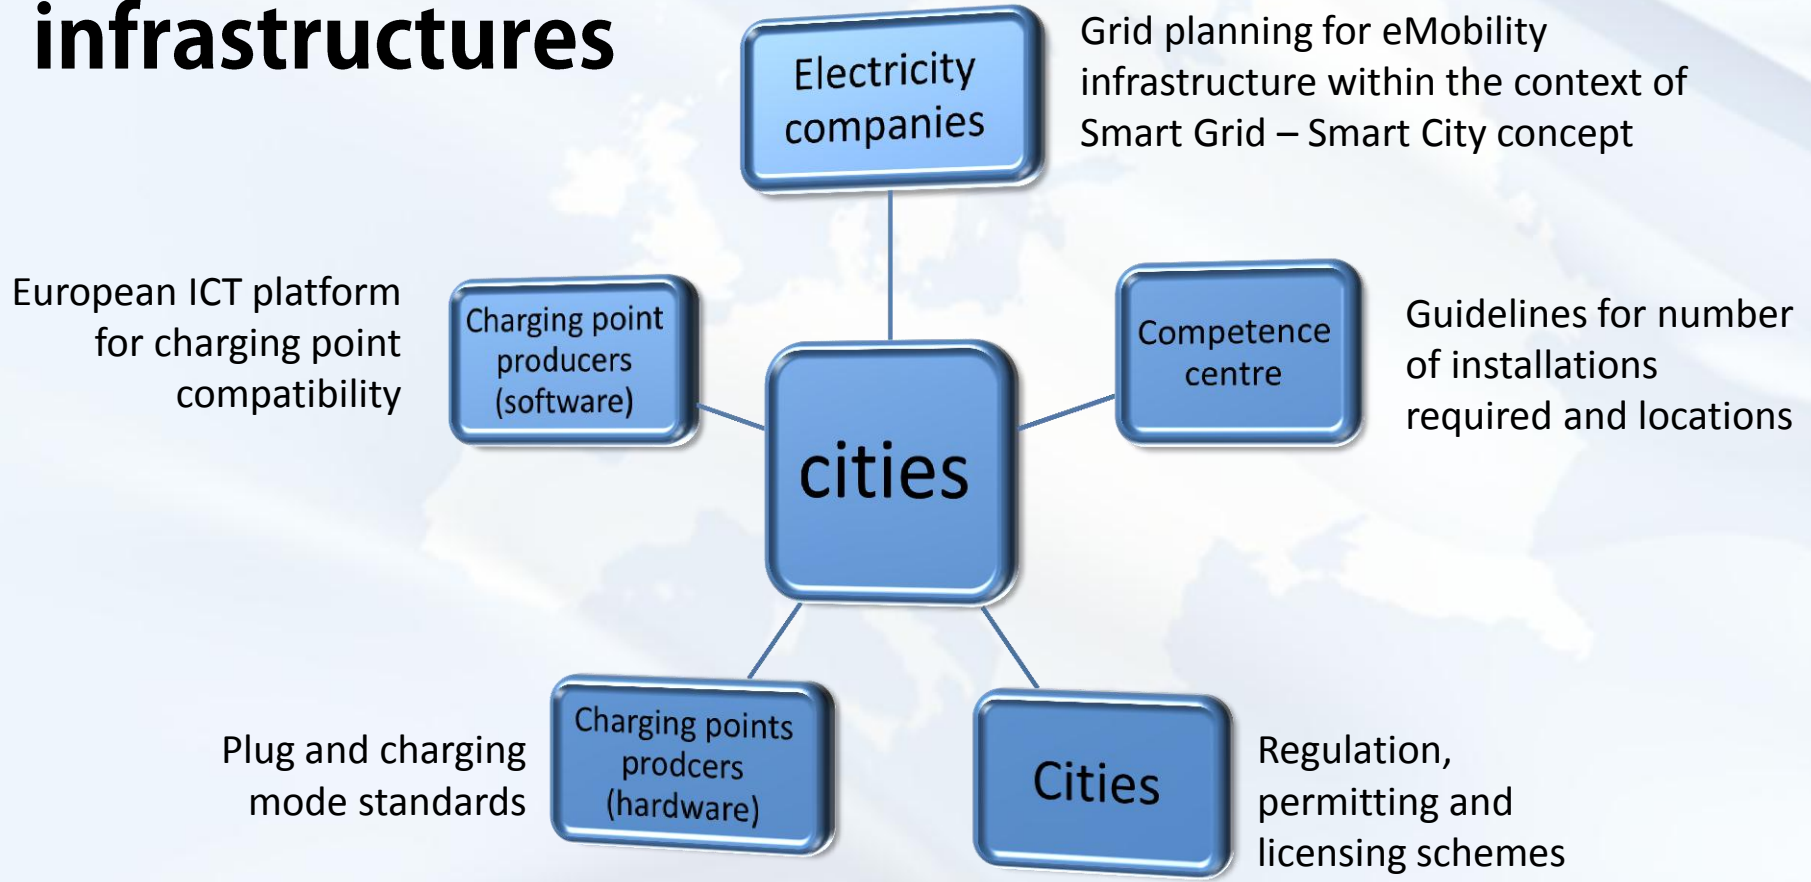 infrastructures
Electricity
companies
Grid planning for eMobility
infrastructure within the context of
Smart Grid – Smart City concept
European ICT platform
for charging point
compatibility
Charging point
producers
(software)
Competence
centre
Guidelines for number
of installations
required and locations
cities
Plug and charging
mode standards
Charging points
prodcers
(hardware)
Cities
Regulation,
permitting and
licensing schemes